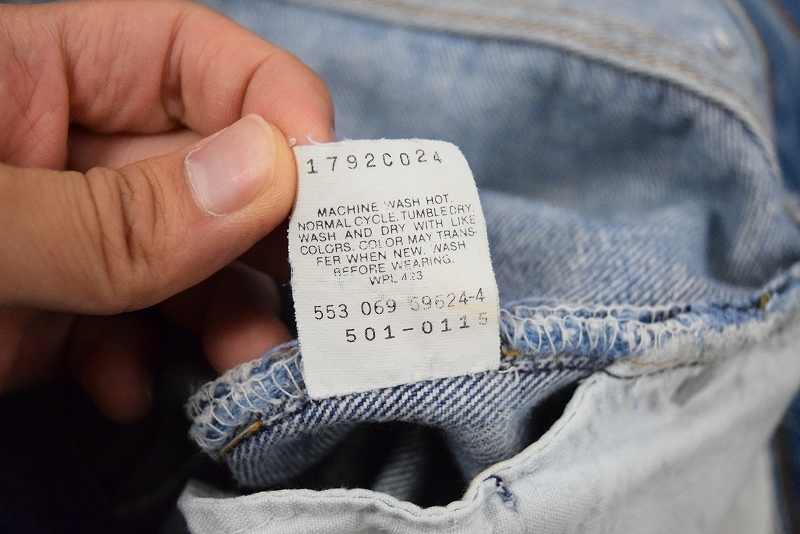 1792C024
MACHINE WASH HOT,
NORMAL CYCLE. TUMBLE DRY.
WASH AND DRY WITH LIKE
COLORS. COLOR MAY TRANS-
FER WHEN NEW. WASH
BEFORE WEARING.
WPL 423
553 069 59624-4
501-0115